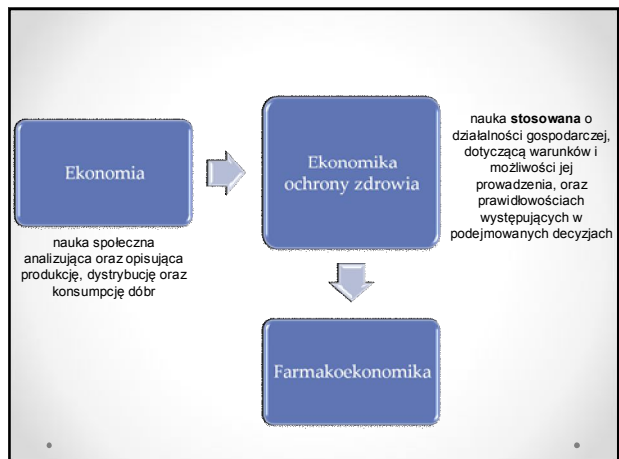 Ekonomia
nauka społeczna
analizująca oraz opisująca
produkcję, dystrybucję oraz
konsumpcję dóbr
Ekonomika
ochrony zdrowia
nauka stosowana o
działalności gospodarczej,
dotyczącą warunków i
możliwości jej
prowadzenia, oraz
prawidłowościach
występujących w
podejmowanych decyzjach
Farmakoekonomika